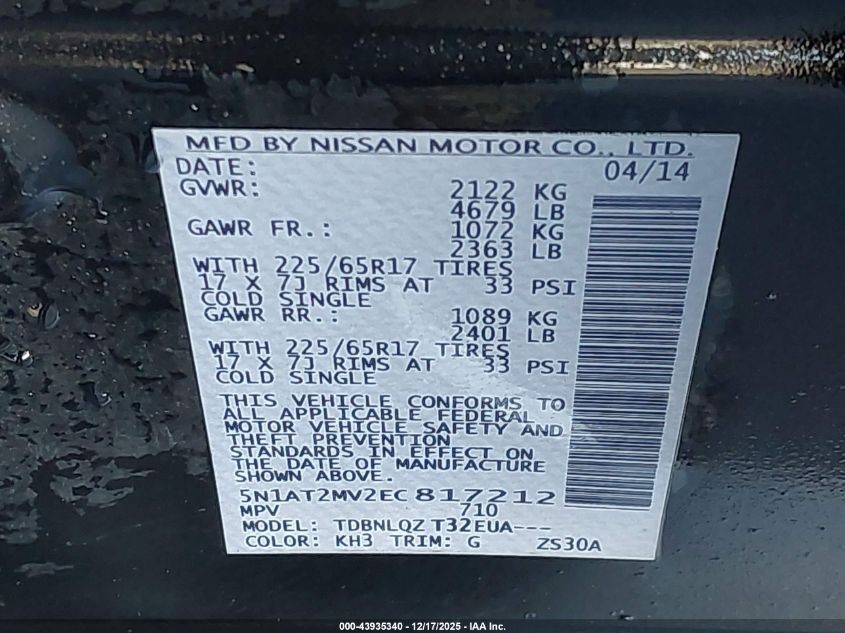 MFD BY NISSAN MOTOR CO., LTD.
DATE: 04/14
GVWR: 2122 KG
4679 LB
GAWR FR.: 1072 KG
2363 LB
WITH 225/65R17 TIRES
17 X 7J RIMS AT 33 PSI
COLD SINGLE
GAWR RR.: 1089 KG
2401 LB
WITH 225/65R17 TIRES
17 X 7J RIMS AT 33 PSI
COLD SINGLE
THIS VEHICLE CONFORMS TO
ALL APPLICABLE FEDERAL
MOTOR VEHICLE SAFETY AND
THEFT PREVENTION
STANDARDS IN EFFECT ON
THE DATE OF MANUFACTURE
SHOWN ABOVE.
5N1AT2MV2EC817212
MPV 710
MODEL: TDBNLQZ T32EUA---
COLOR: KH3 TRIM: G ZS30A
000-43935340 - 12/17/2025 - IAA Inc.